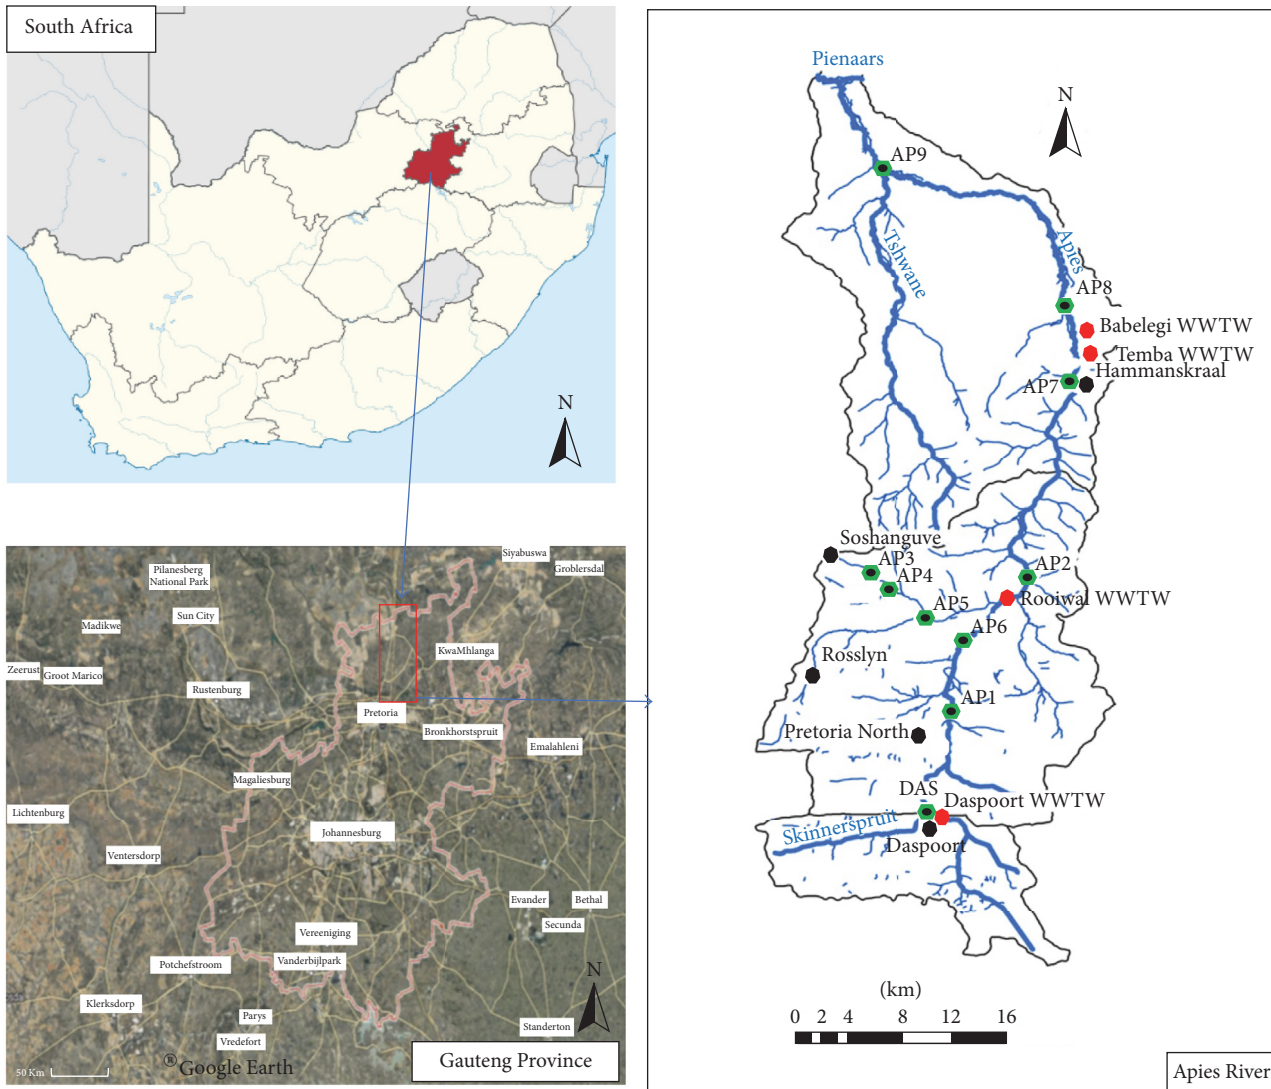 South Africa
N
Siyabuswa
Groblersdal
Pilanesberg
National Park
Sun City
Madikwe
KwaMhlanga
Zeerust
Groot Marico
Rustenburg
Pretoria
Bronkhorstspruit
Emalahleni
Magaliesburg
Lichtenburg
Johannesburg
Ventersdorp
Evander
Bethal
Secunda
Vereeniging
Vanderbijlpark
Potchefstroom
N
Klerksdorp
Parys
Standerton
Vredefort
® Google Earth
50 Km
Gauteng Province
Pienaars
N
AP9
Tshwane
Apies
AP8
Babelegi WWTW
Temba WWTW
Hammanskraal
AP7
Soshanguve
AP3
AP4
AP2
AP5
Rooiwal WWTW
AP6
Rosslyn
AP1
Pretoria North
DAS
Daspoort WWTW
Skinnerspruit
Daspoort
(km)
0 2 4 8 12 16
Apies River